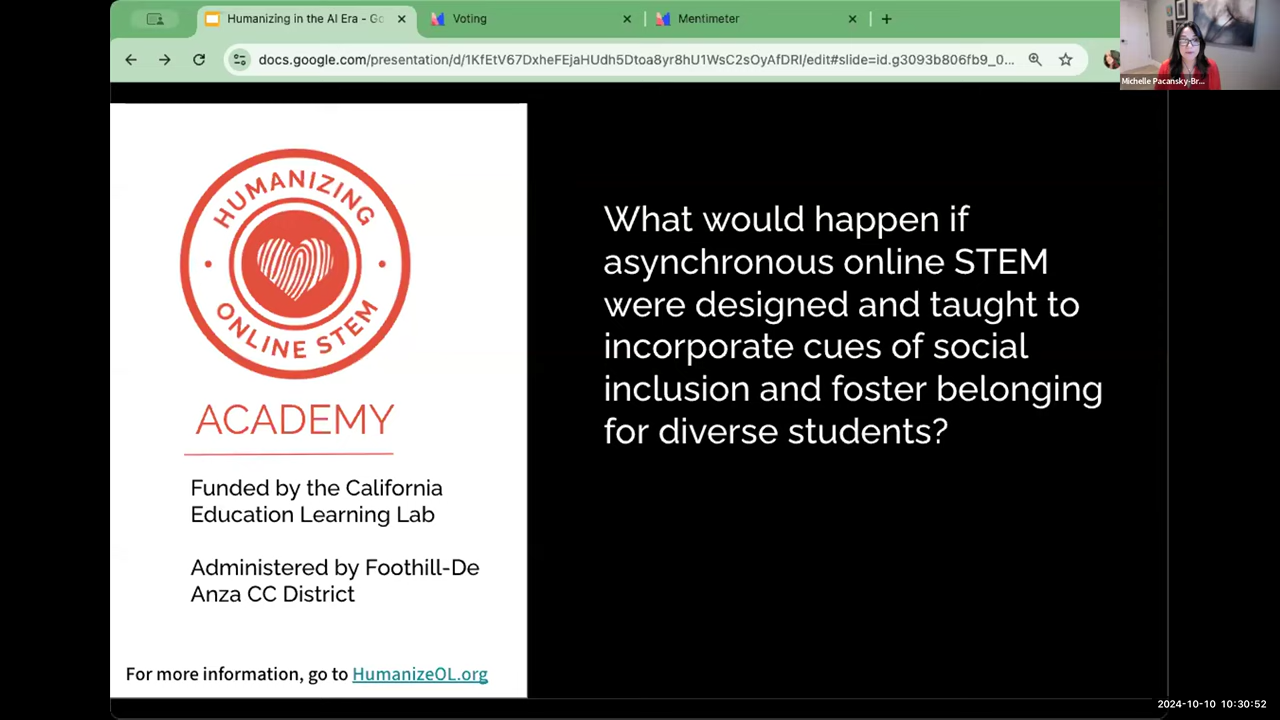 Humanizing in the AI Era - Go
Voting
Mentimeter
docs.google.com/presentation/d/1KfEtV67DxheFEjaHUdh5Dtoa8yr8hU1WsC2sOyAfDRI/edit#slide=id.g3093b806fb9_0...
Michelle Pacansky-Br...
HUMANIZING
ONLINE STEM
ACADEMY
Funded by the California
Education Learning Lab
Administered by Foothill-De
Anza CC District
For more information, go to HumanizeOL.org
What would happen if
asynchronous online STEM
were designed and taught to
incorporate cues of social
inclusion and foster belonging
for diverse students?
2024-10-10 10:30:52